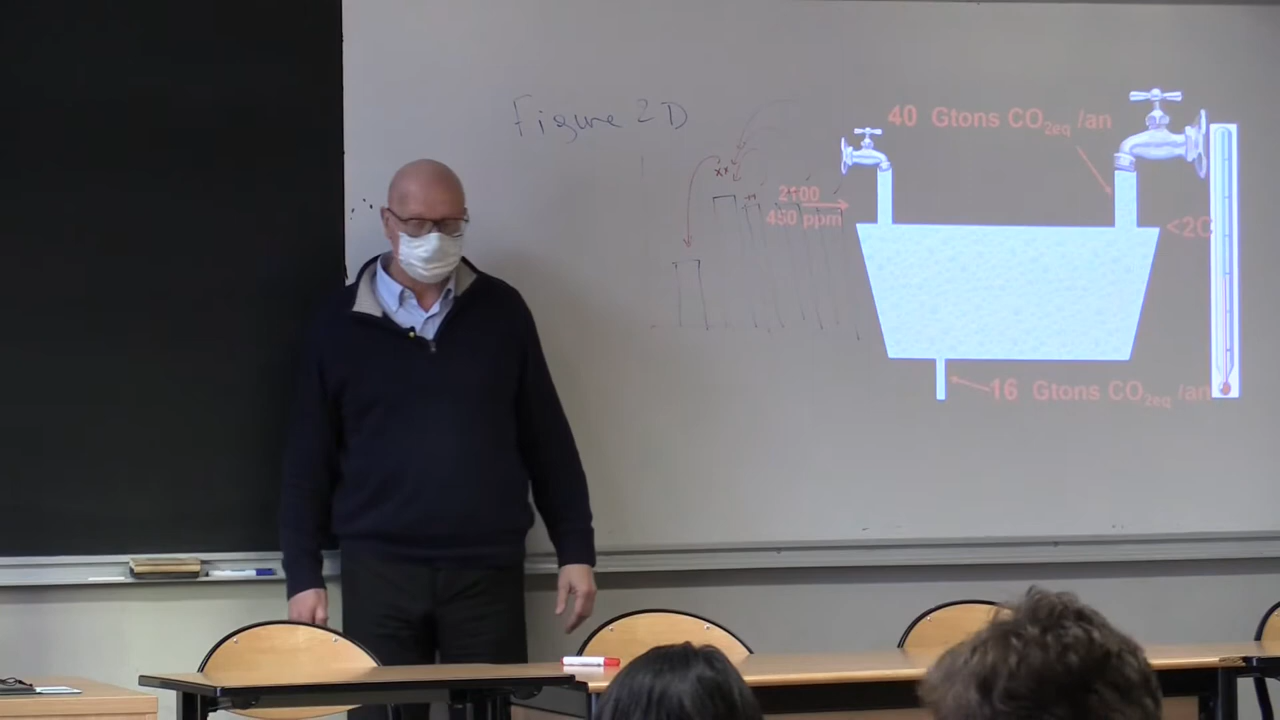 Figure 2D
40 Gtons CO2eq /an
2100
450 ppm
<2C
16 Gtons CO2eq /an